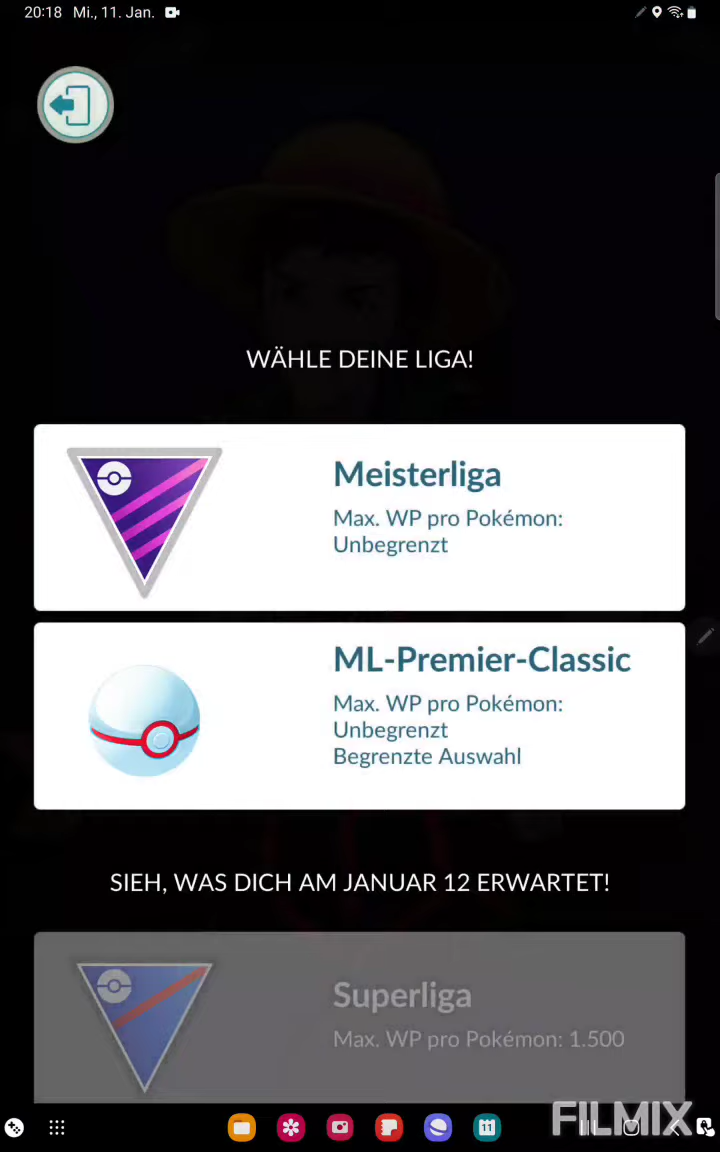 20:18 Mi., 11. Jan.
WÄHLE DEINE LIGA!
Meisterliga
Max. WP pro Pokémon:
Unbegrenzt
ML-Premier-Classic
Max. WP pro Pokémon:
Unbegrenzt
Begrenzte Auswahl
SIEH, WAS DICH AM JANUAR 12 ERWARTET!
Superliga
Max. WP pro Pokémon: 1.500
11
FILMIX